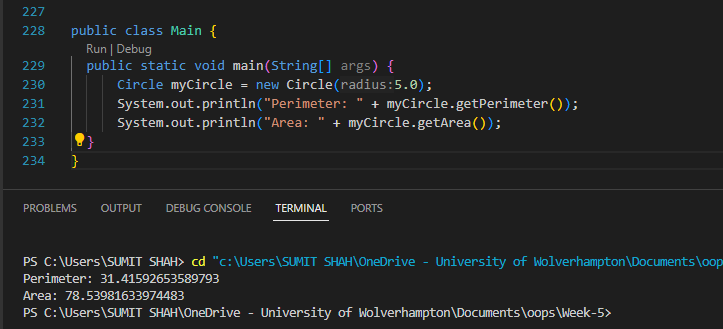 227
228 public class Main {
Run | Debug
229 public static void main(String[] args) {
230 Circle myCircle = new Circle(radius:5.0);
231 System.out.println("Perimeter: " + myCircle.getPerimeter());
232 System.out.println("Area: " + myCircle.getArea());
233 }
234 }
PROBLEMS OUTPUT DEBUG CONSOLE TERMINAL PORTS
PS C:\Users\SUMIT SHAH> cd "c:\Users\SUMIT SHAH\OneDrive - University of Wolverhampton\Documents\oop
Perimeter: 31.41592653589793
Area: 78.53981633974483
PS C:\Users\SUMIT SHAH\OneDrive - University of Wolverhampton\Documents\oops\Week-5>